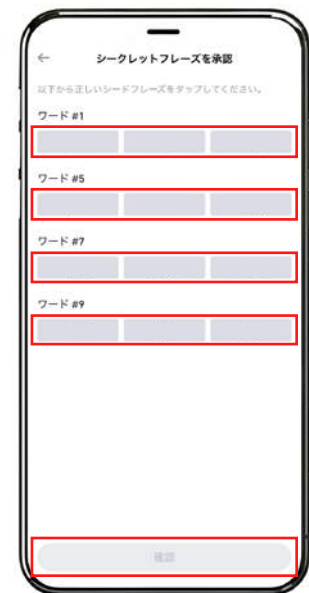 シークレットフレーズを承認
以下から正しいシードフレーズをタップしてください。
ワード #1
ワード #5
ワード #7
ワード #9
確認